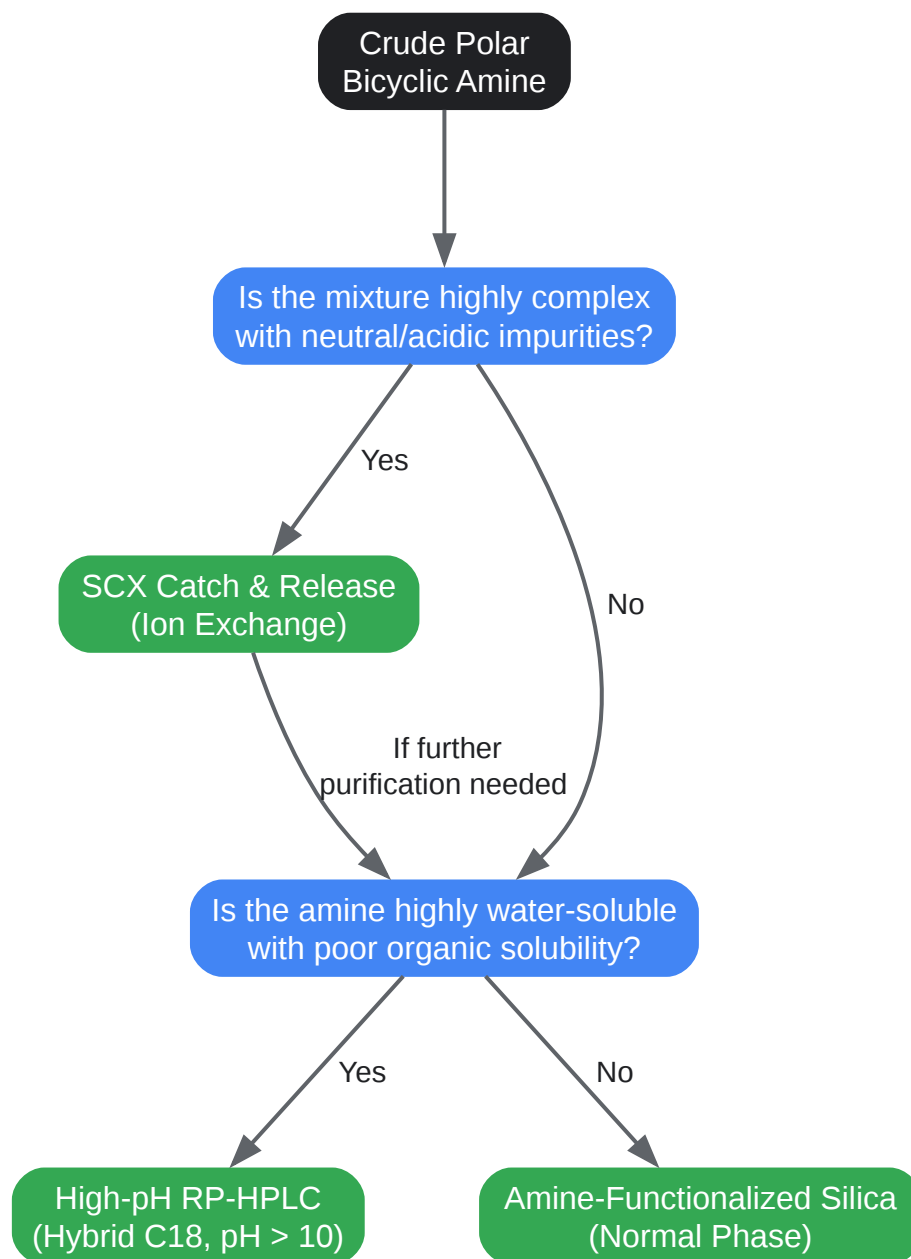 Crude Polar
Bicyclic Amine
Is the mixture highly complex
with neutral/acidic impurities?
Yes
SCX Catch & Release
(Ion Exchange)
No
If further
purification needed
Is the amine highly water-soluble
with poor organic solubility?
Yes
No
High-pH RP-HPLC
(Hybrid C18, pH > 10)
Amine-Functionalized Silica
(Normal Phase)